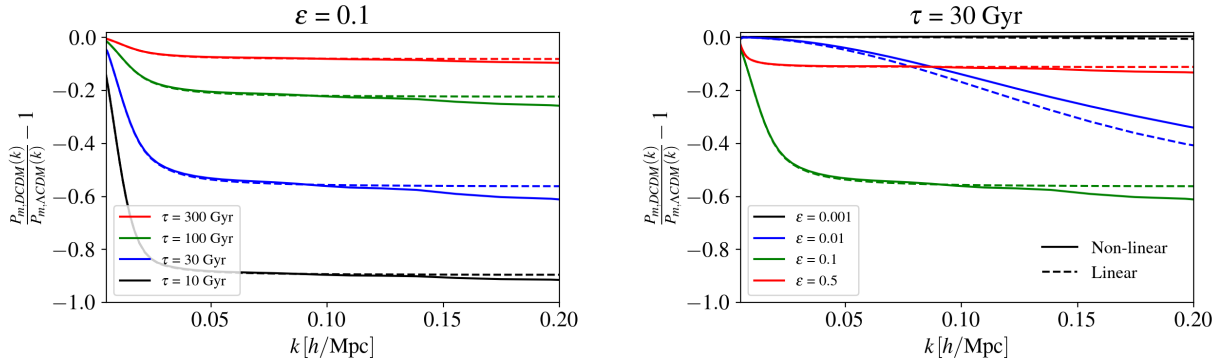 ε = 0.1
0.0
−0.2
−0.4
−0.6
−0.8
−1.0
0.05
0.10
0.15
0.20
k [h/Mpc]
P_{m,DCDM}(k)
P_{m,ΛCDM}(k)
− 1
τ = 300 Gyr
τ = 100 Gyr
τ = 30 Gyr
τ = 10 Gyr
τ = 30 Gyr
0.0
−0.2
−0.4
−0.6
−0.8
−1.0
0.05
0.10
0.15
0.20
k [h/Mpc]
P_{m,DCDM}(k)
P_{m,ΛCDM}(k)
− 1
ε = 0.001
ε = 0.01
ε = 0.1
ε = 0.5
Non-linear
Linear